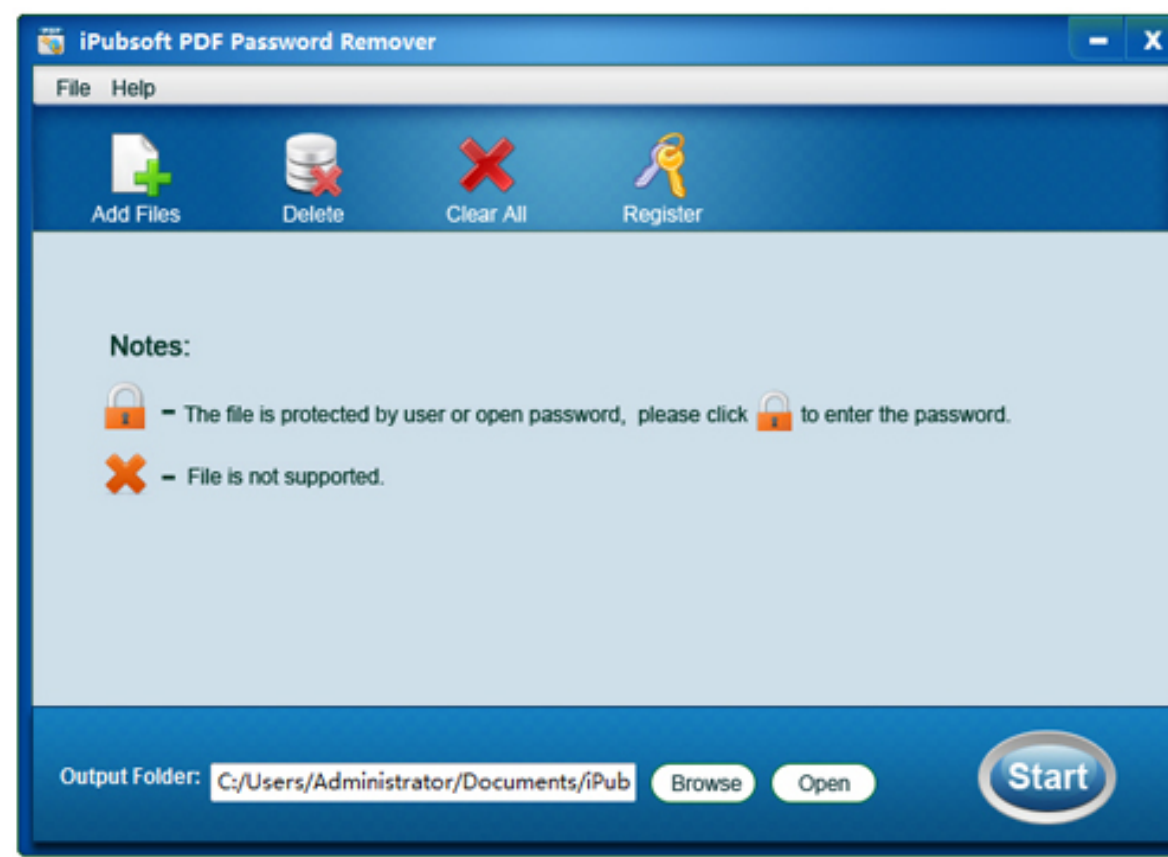 iPubsoft PDF Password Remover
File Help
Add Files Delete Clear All Register
Notes:
– The file is protected by user or open password, please click to enter the password.
– File is not supported.
Output Folder: C:/Users/Administrator/Documents/iPub Browse Open Start